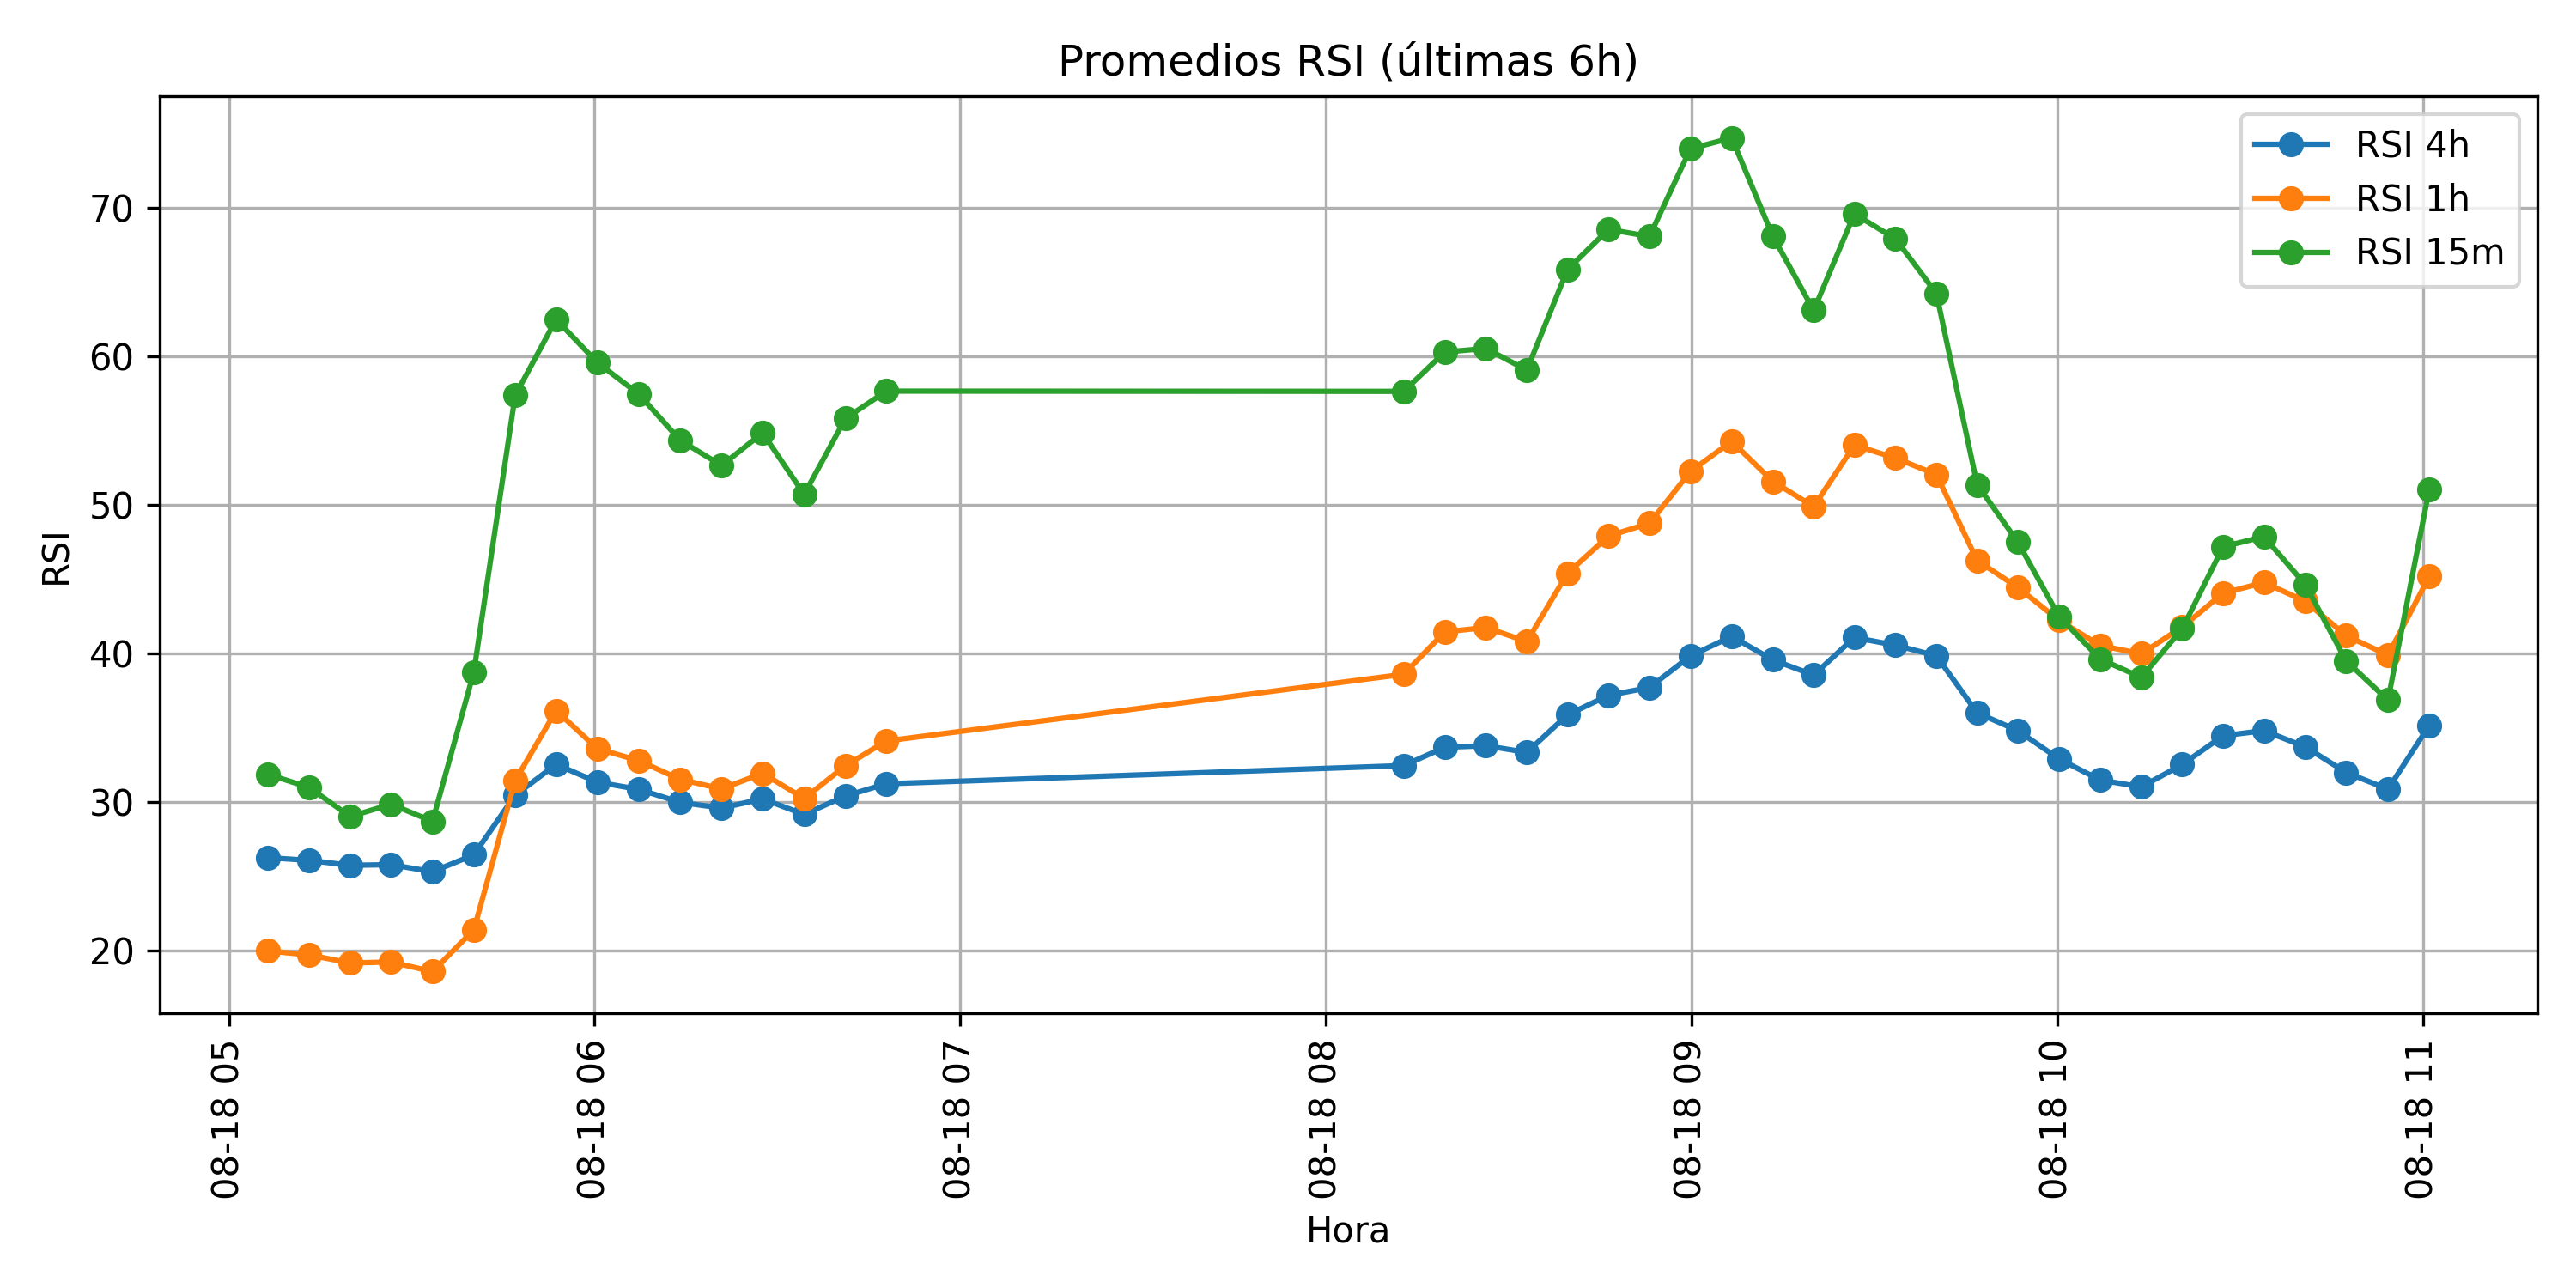 Promedios RSI (últimas 6h)
RSI 4h
RSI 1h
RSI 15m
RSI
70
60
50
40
30
20
08-18 05
08-18 06
08-18 07
08-18 08
08-18 09
08-18 10
08-18 11
Hora